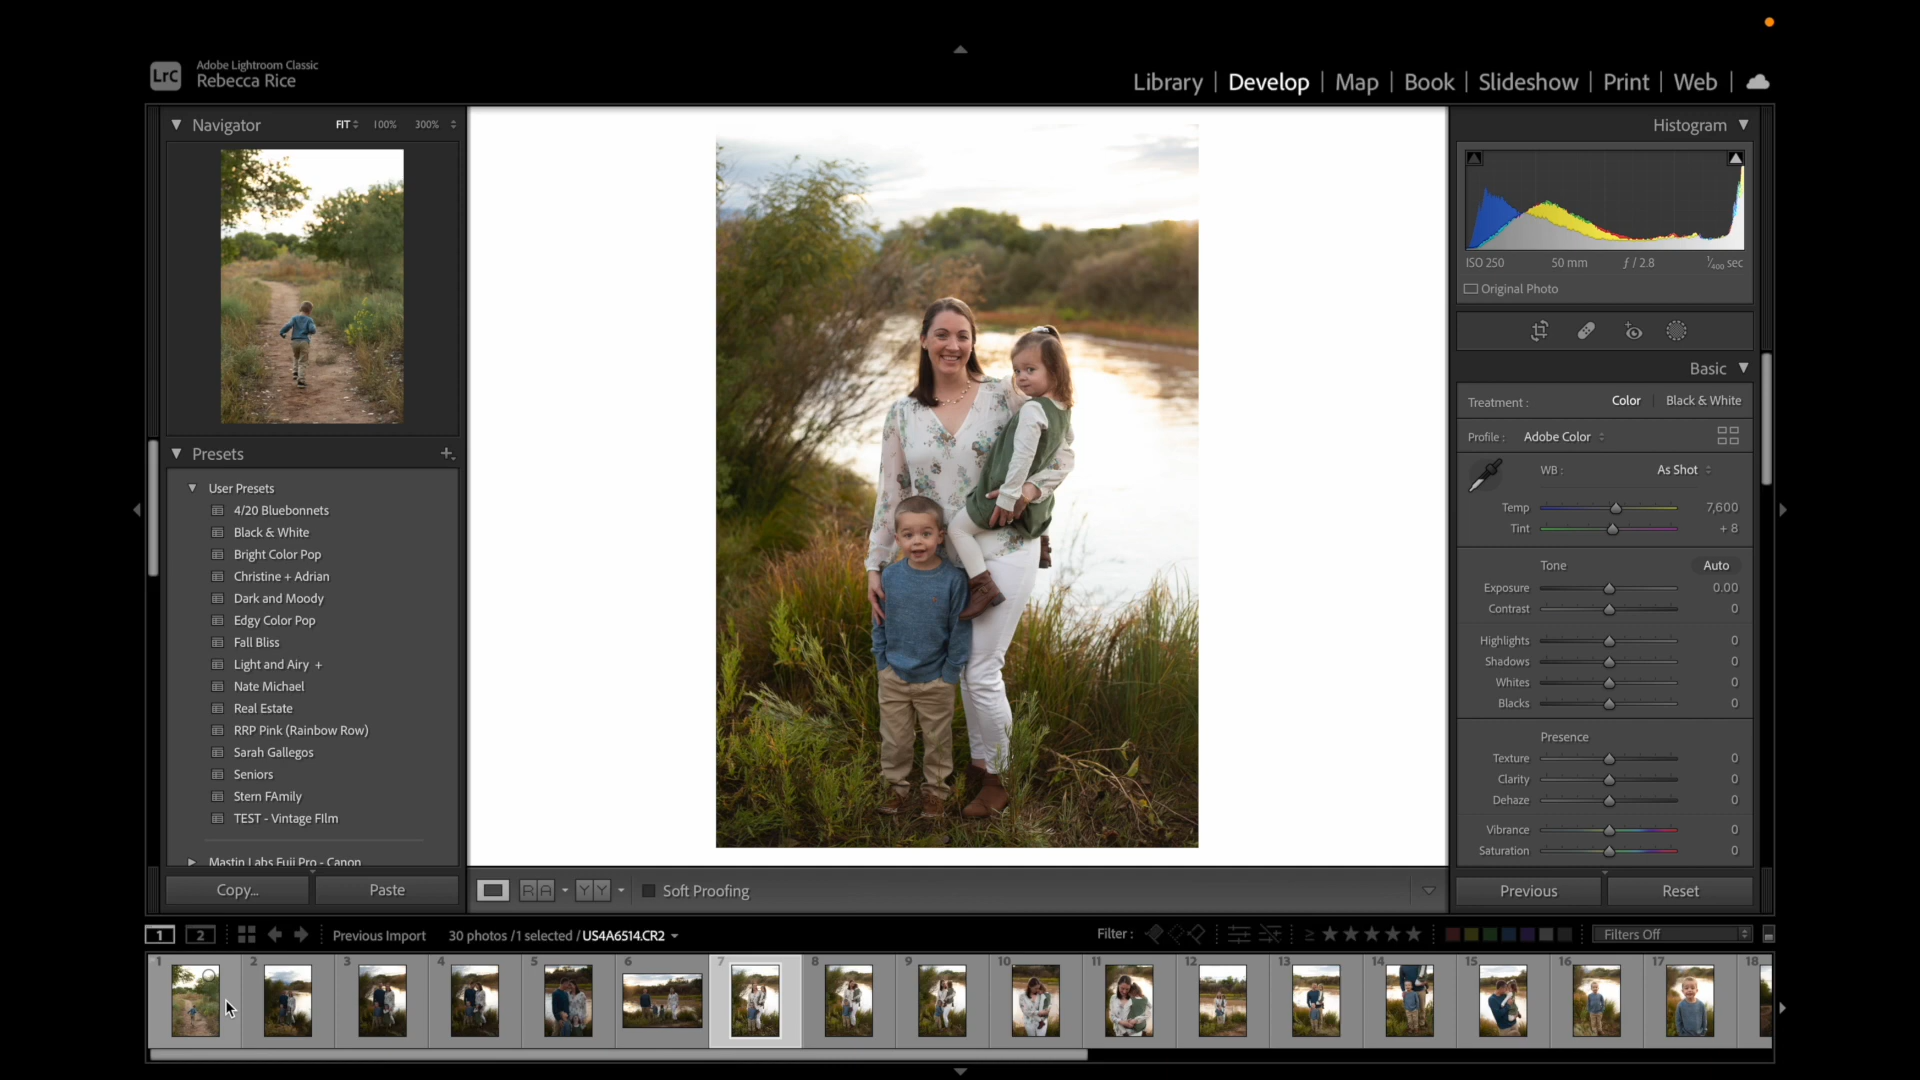 LrC
Adobe Lightroom Classic
Rebecca Rice
Library | Develop | Map | Book | Slideshow | Print | Web |
Navigator FIT 100% 300%
Presets
User Presets
4/20 Bluebonnets
Black & White
Bright Color Pop
Christine + Adrian
Dark and Moody
Edgy Color Pop
Fall Bliss
Light and Airy +
Nate Michael
Real Estate
RRP Pink (Rainbow Row)
Sarah Gallegos
Seniors
Stern FAmily
TEST - Vintage FIlm
Mastin Labs Fuji Pro - Canon
Copy... Paste
RA YY Soft Proofing
Histogram
ISO 250 50 mm ƒ / 2.8 1/400 sec
Original Photo
Basic
Treatment : Color Black & White
Profile : Adobe Color
WB : As Shot
Temp 7,600
Tint + 8
Tone Auto
Exposure 0.00
Contrast 0
Highlights 0
Shadows 0
Whites 0
Blacks 0
Presence
Texture 0
Clarity 0
Dehaze 0
Vibrance 0
Saturation 0
Previous Reset
1 2 Previous Import 30 photos /1 selected / US4A6514.CR2 Filter : ≥ ★★★★★ Filters Off
1 2 3 4 5 6 7 8 9 10 11 12 13 14 15 16 17 18